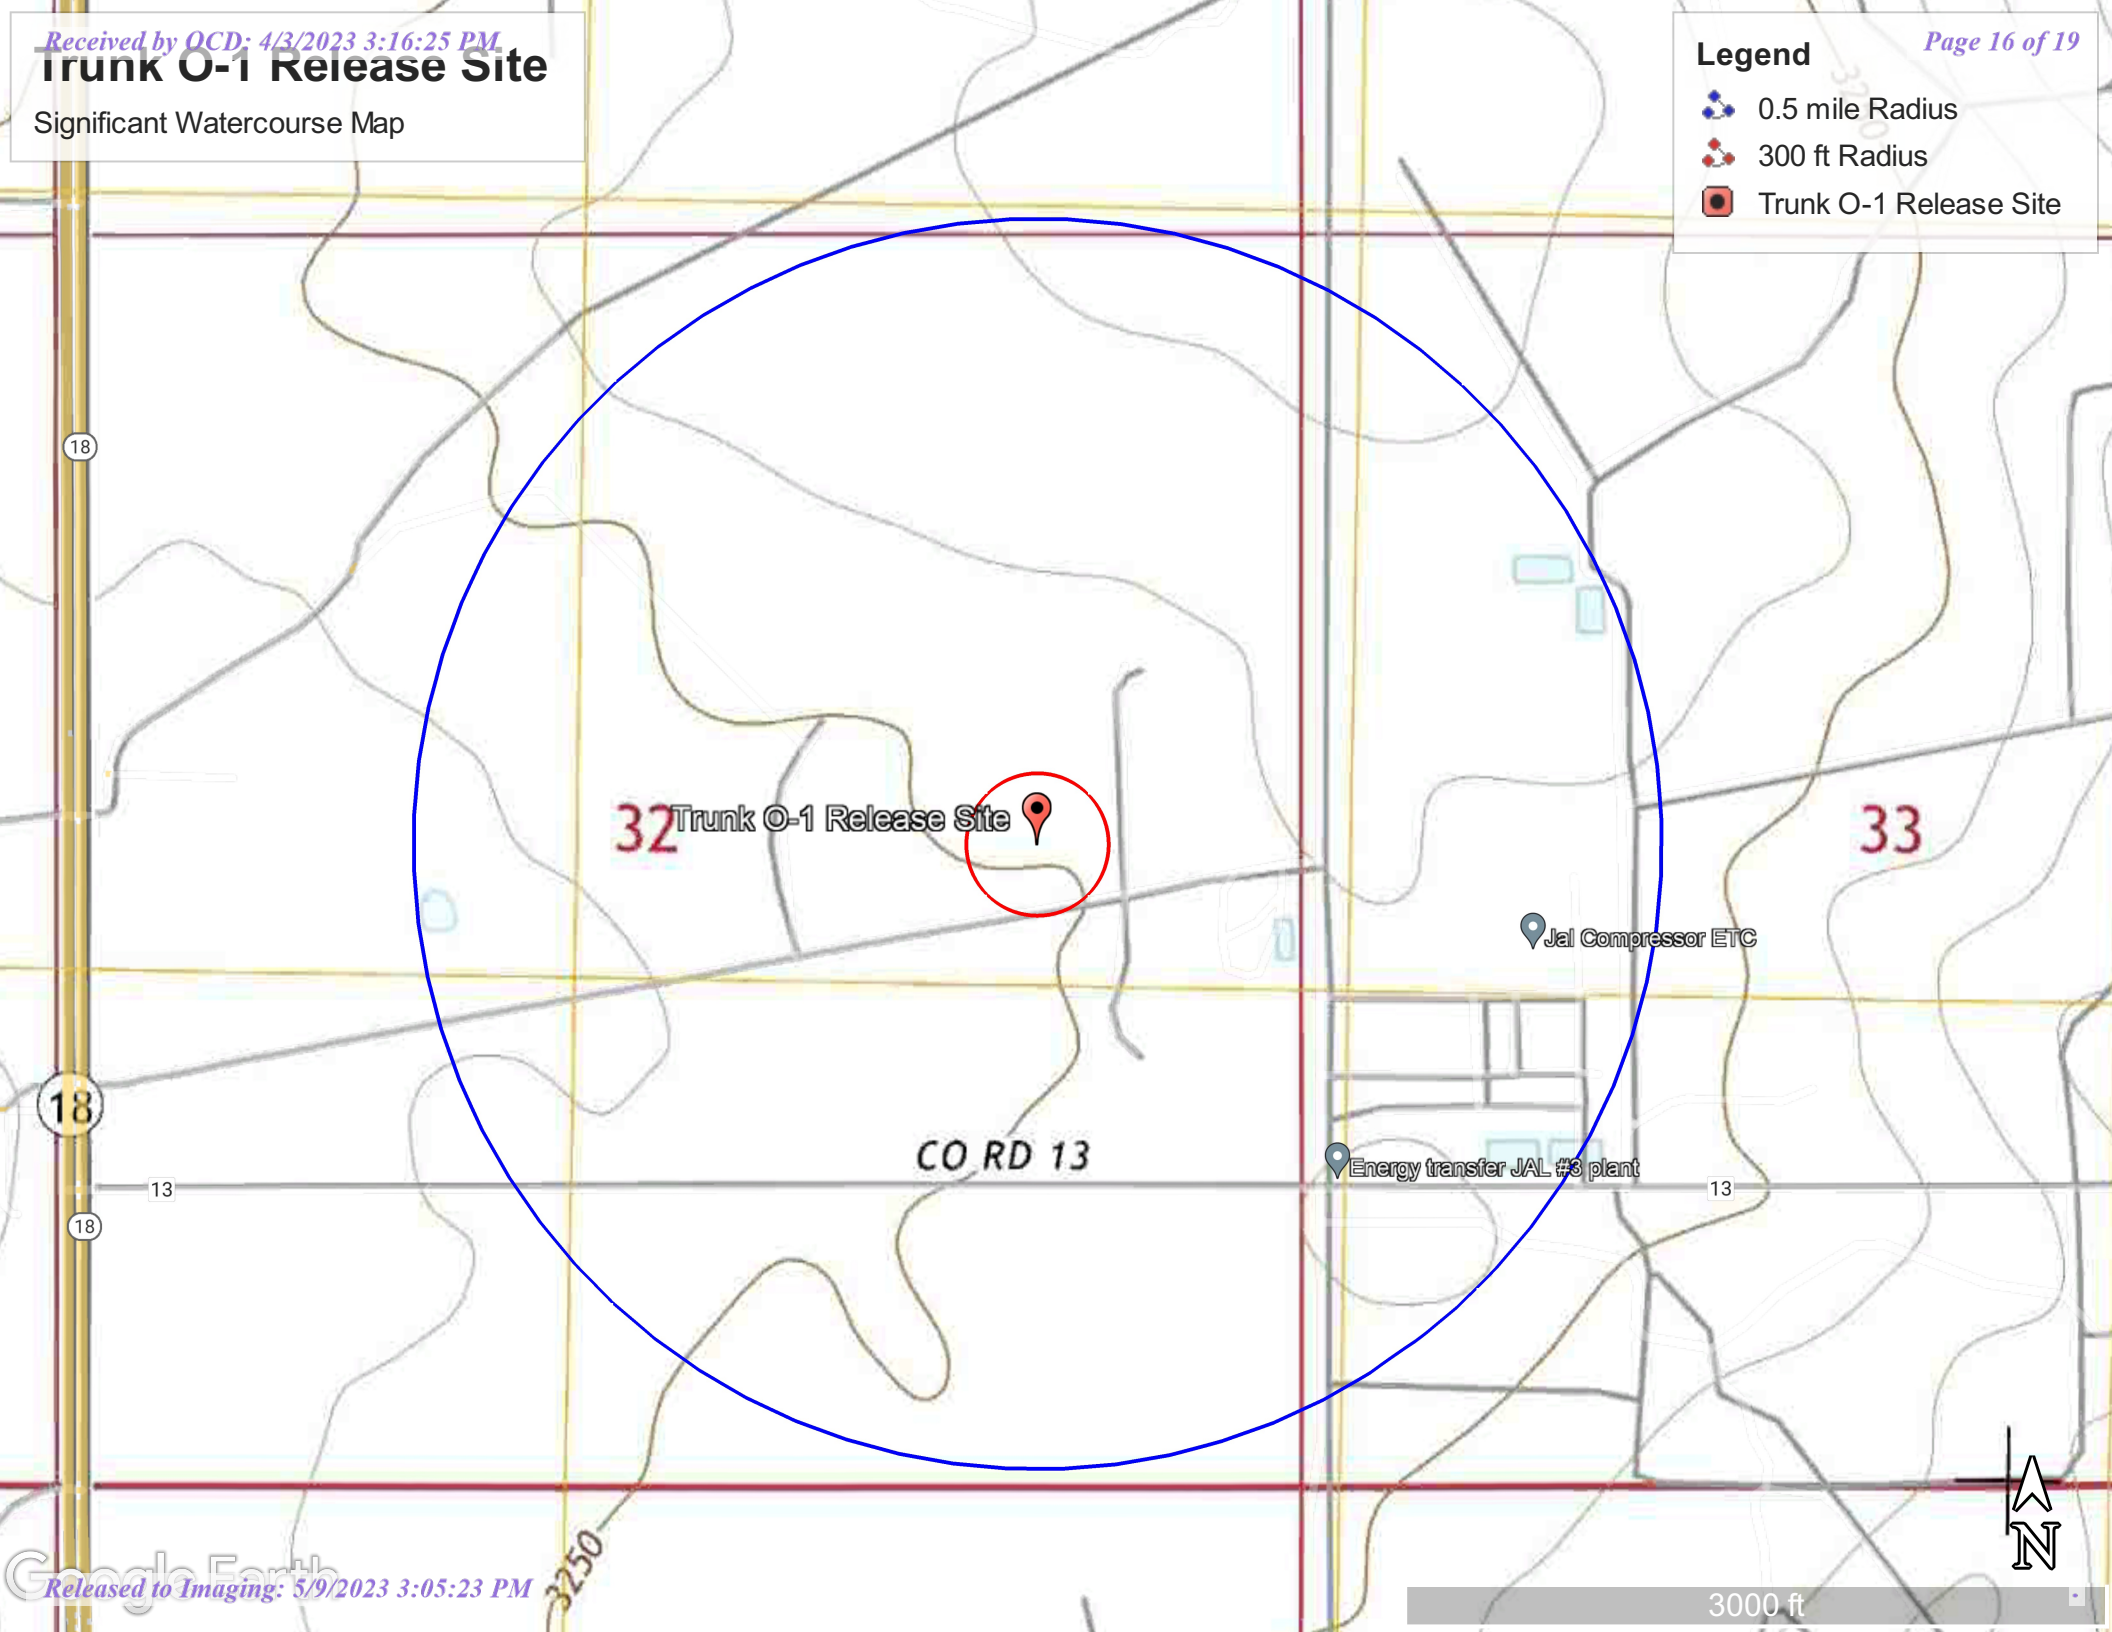 Received by OCD: 4/3/2023 3:16:25 PM
Page 16 of 19
Trunk O-1 Release Site
Significant Watercourse Map
Legend
0.5 mile Radius
300 ft Radius
Trunk O-1 Release Site
18
32
Trunk O-1 Release Site
33
Jal Compressor ETC
18
CO RD 13
Energy transfer JAL #3 plant
13
13
18
3250
N
Google Earth
Released to Imaging: 5/9/2023 3:05:23 PM
3000 ft